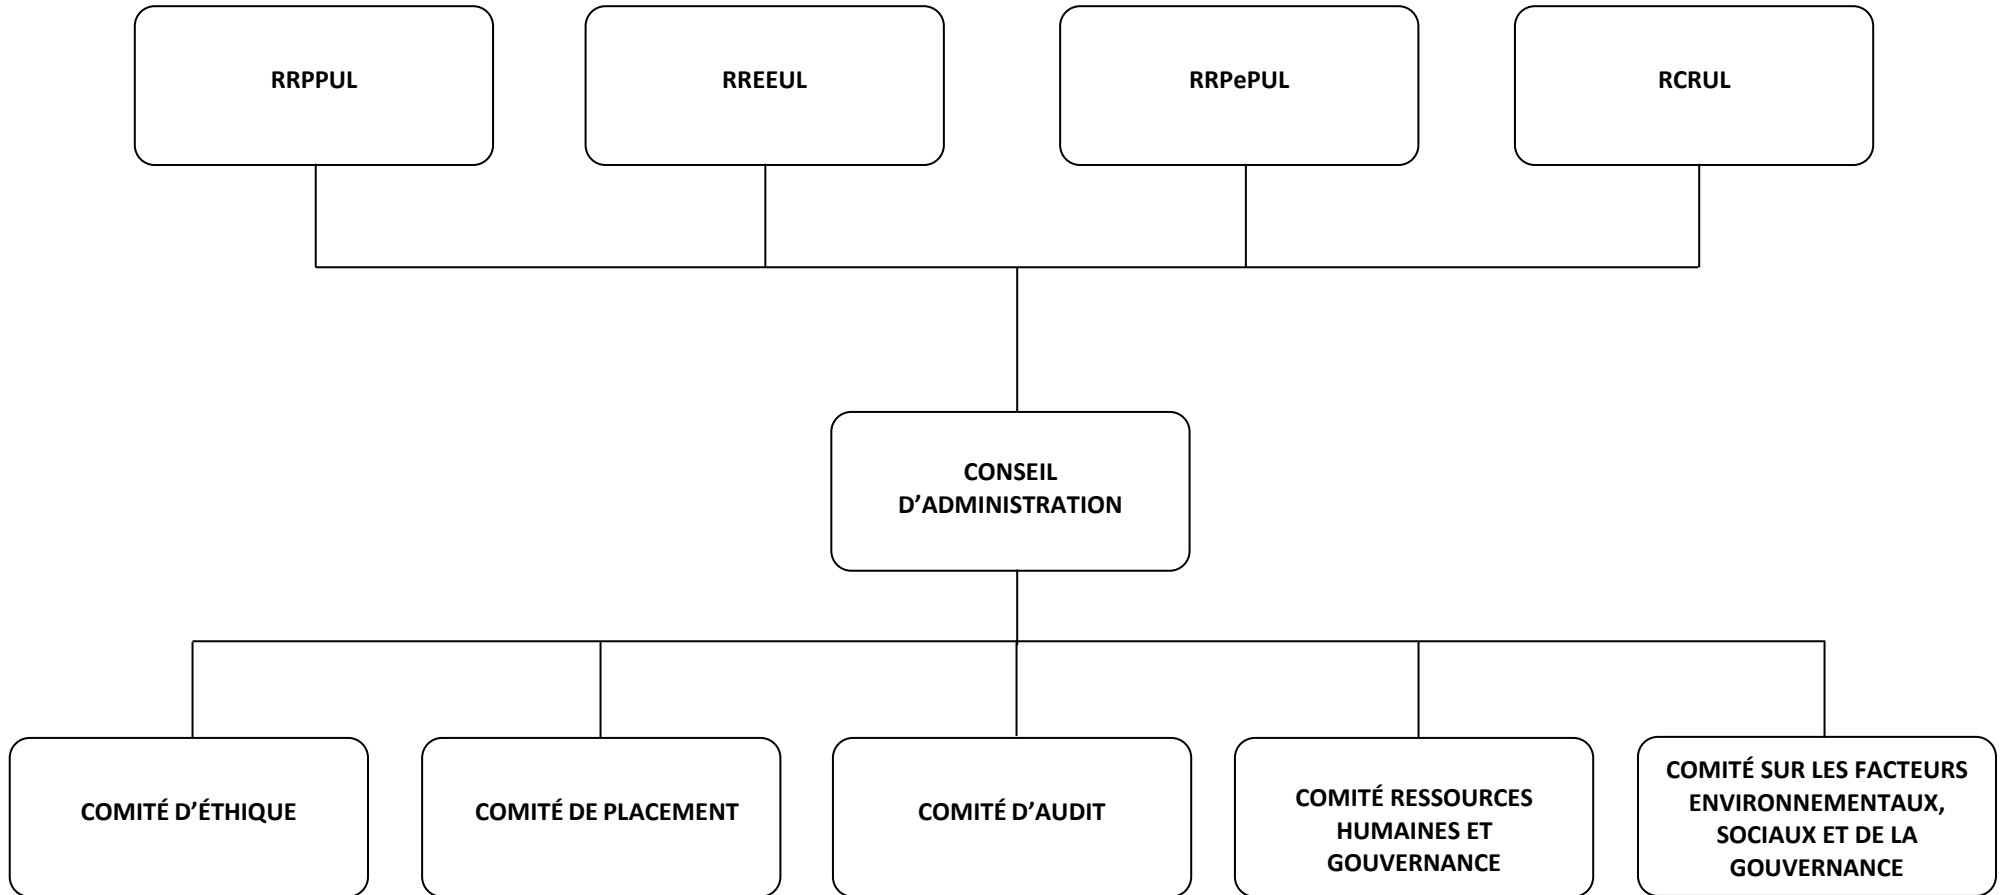 RRPPUL
RREEUL
RRPePUL
RCRUL
CONSEIL
D’ADMINISTRATION
COMITÉ D’ÉTHIQUE
COMITÉ DE PLACEMENT
COMITÉ D’AUDIT
COMITÉ RESSOURCES
HUMAINES ET
GOUVERNANCE
COMITÉ SUR LES FACTEURS
ENVIRONNEMENTAUX,
SOCIAUX ET DE LA
GOUVERNANCE